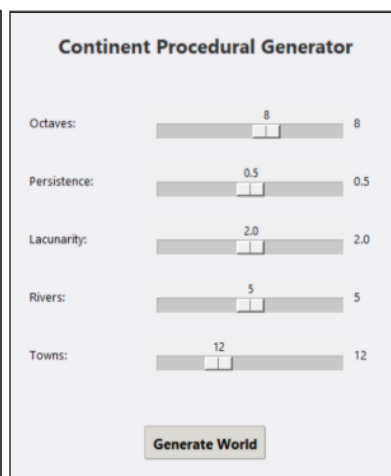 Continent Procedural Generator
8
Octaves: 8
0.5
Persistence: 0.5
2.0
Lacunarity: 2.0
5
Rivers: 5
12
Towns: 12
Generate World